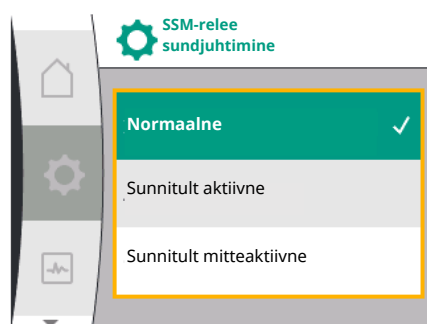 SSM-relee
sundjuhtimine
Normaalne
Sunnitult aktiivne
Sunnitult mitteaktiivne